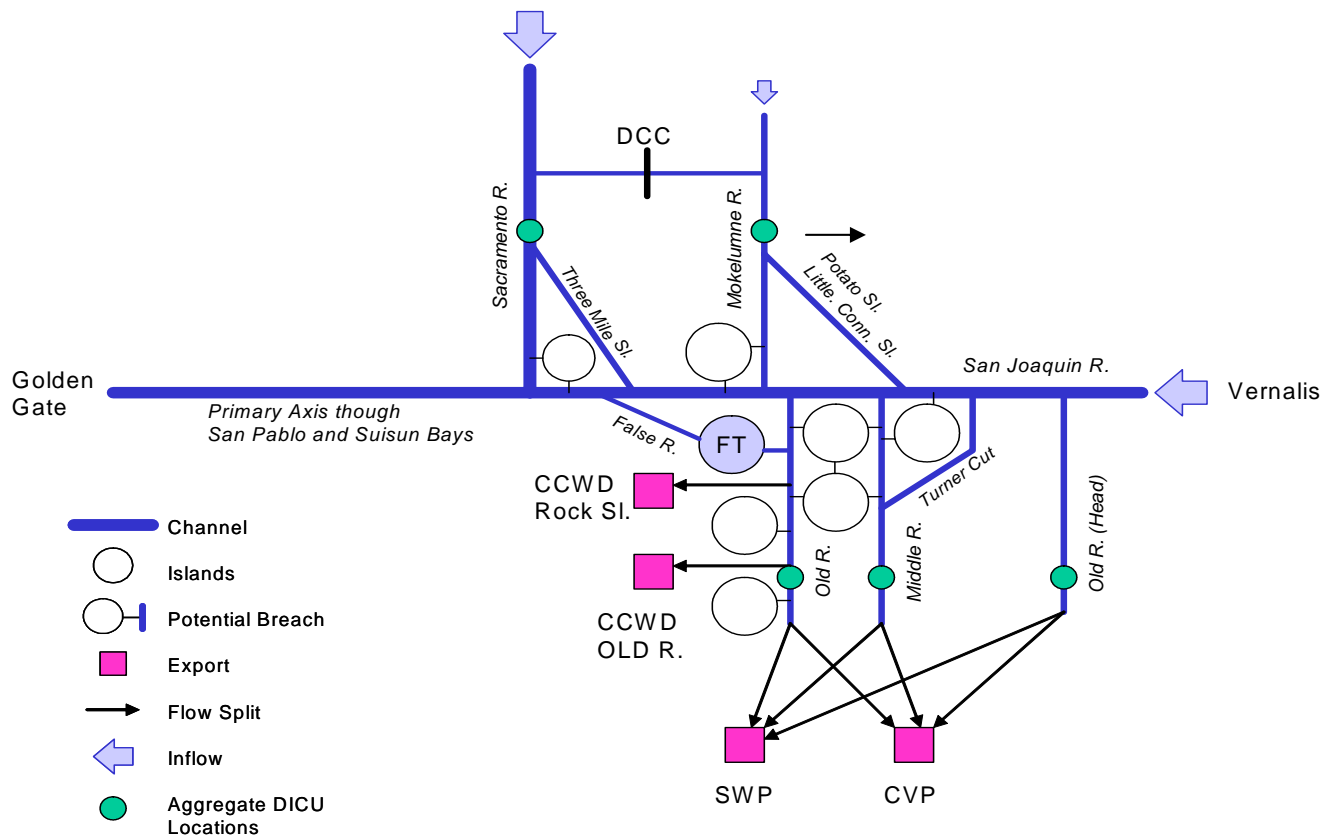 DCC
Sacramento R.
Mokelumne R.
Three Mile Sl.
Potato Sl.
Little. Conn. Sl.
San Joaquin R.
Golden
Gate
Vernalis
Primary Axis though
San Pablo and Suisun Bays
False R.
FT
Turner Cut
CCWD
Rock Sl.
Old R.
Middle R.
Old R. (Head)
CCWD
OLD R.
SWP
CVP
Channel
Islands
Potential Breach
Export
Flow Split
Inflow
Aggregate DICU
Locations